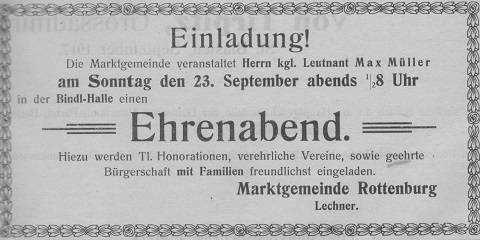 Einladung!
Die Marktgemeinde veranstaltet Herrn kgl. Leutnant Max Müller
am Sonntag den 23. September abends ½8 Uhr
in der Bindl-Halle einen
Ehrenabend.
Hiezu werden Tl. Honorationen, verehrliche Vereine, sowie geehrte
Bürgerschaft mit Familien freundlichst eingeladen.
Marktgemeinde Rottenburg
Lechner.